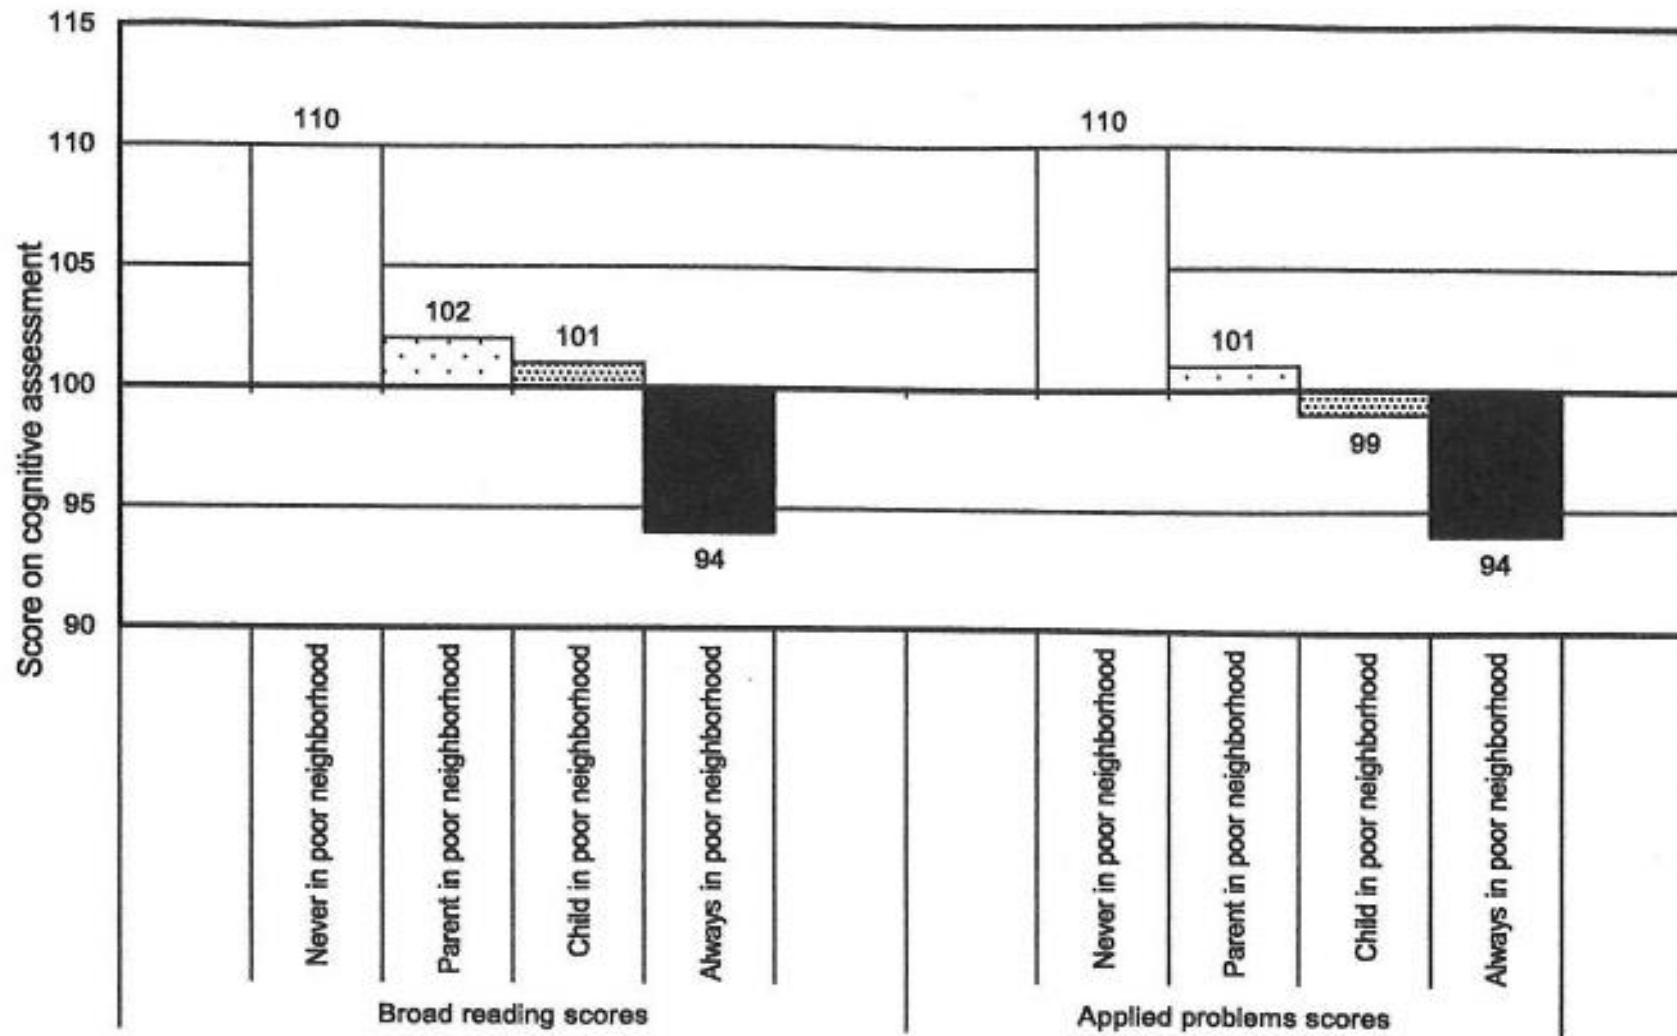 Score on cognitive assessment
115
110
105
100
95
90
110
102
101
94
110
101
99
94
Never in poor neighborhood
Parent in poor neighborhood
Child in poor neighborhood
Always in poor neighborhood
Never in poor neighborhood
Parent in poor neighborhood
Child in poor neighborhood
Always in poor neighborhood
Broad reading scores
Applied problems scores